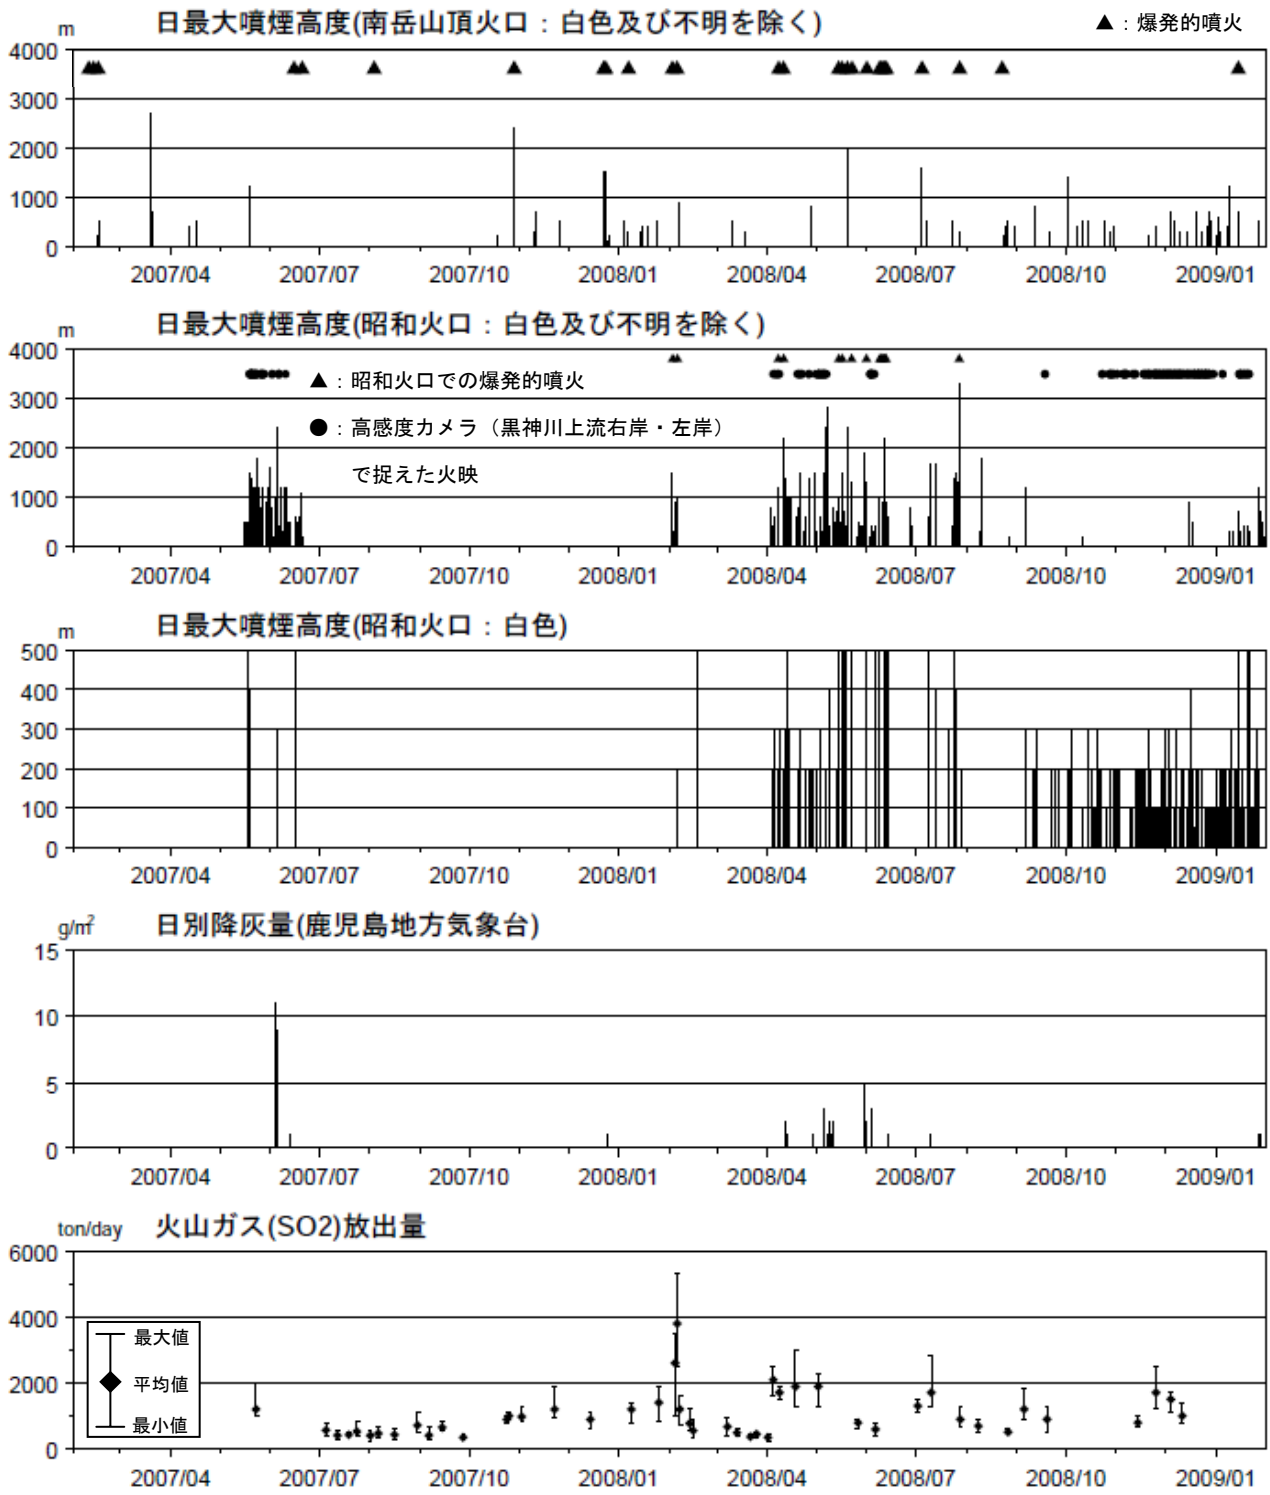 日最大噴煙高度(南岳山頂火口：白色及び不明を除く)
▲：爆発的噴火
m
4000
3000
2000
1000
0
2007/04 2007/07 2007/10 2008/01 2008/04 2008/07 2008/10 2009/01
日最大噴煙高度(昭和火口：白色及び不明を除く)
m
4000
3000
2000
1000
0
▲：昭和火口での爆発的噴火
●：高感度カメラ（黒神川上流右岸・左岸）
で捉えた火映
2007/04 2007/07 2007/10 2008/01 2008/04 2008/07 2008/10 2009/01
日最大噴煙高度(昭和火口：白色)
m
500
400
300
200
100
0
2007/04 2007/07 2007/10 2008/01 2008/04 2008/07 2008/10 2009/01
日別降灰量(鹿児島地方気象台)
g/㎡
15
10
5
0
2007/04 2007/07 2007/10 2008/01 2008/04 2008/07 2008/10 2009/01
火山ガス(SO2)放出量
ton/day
6000
4000
2000
0
最大値
平均値
最小値
2007/04 2007/07 2007/10 2008/01 2008/04 2008/07 2008/10 2009/01